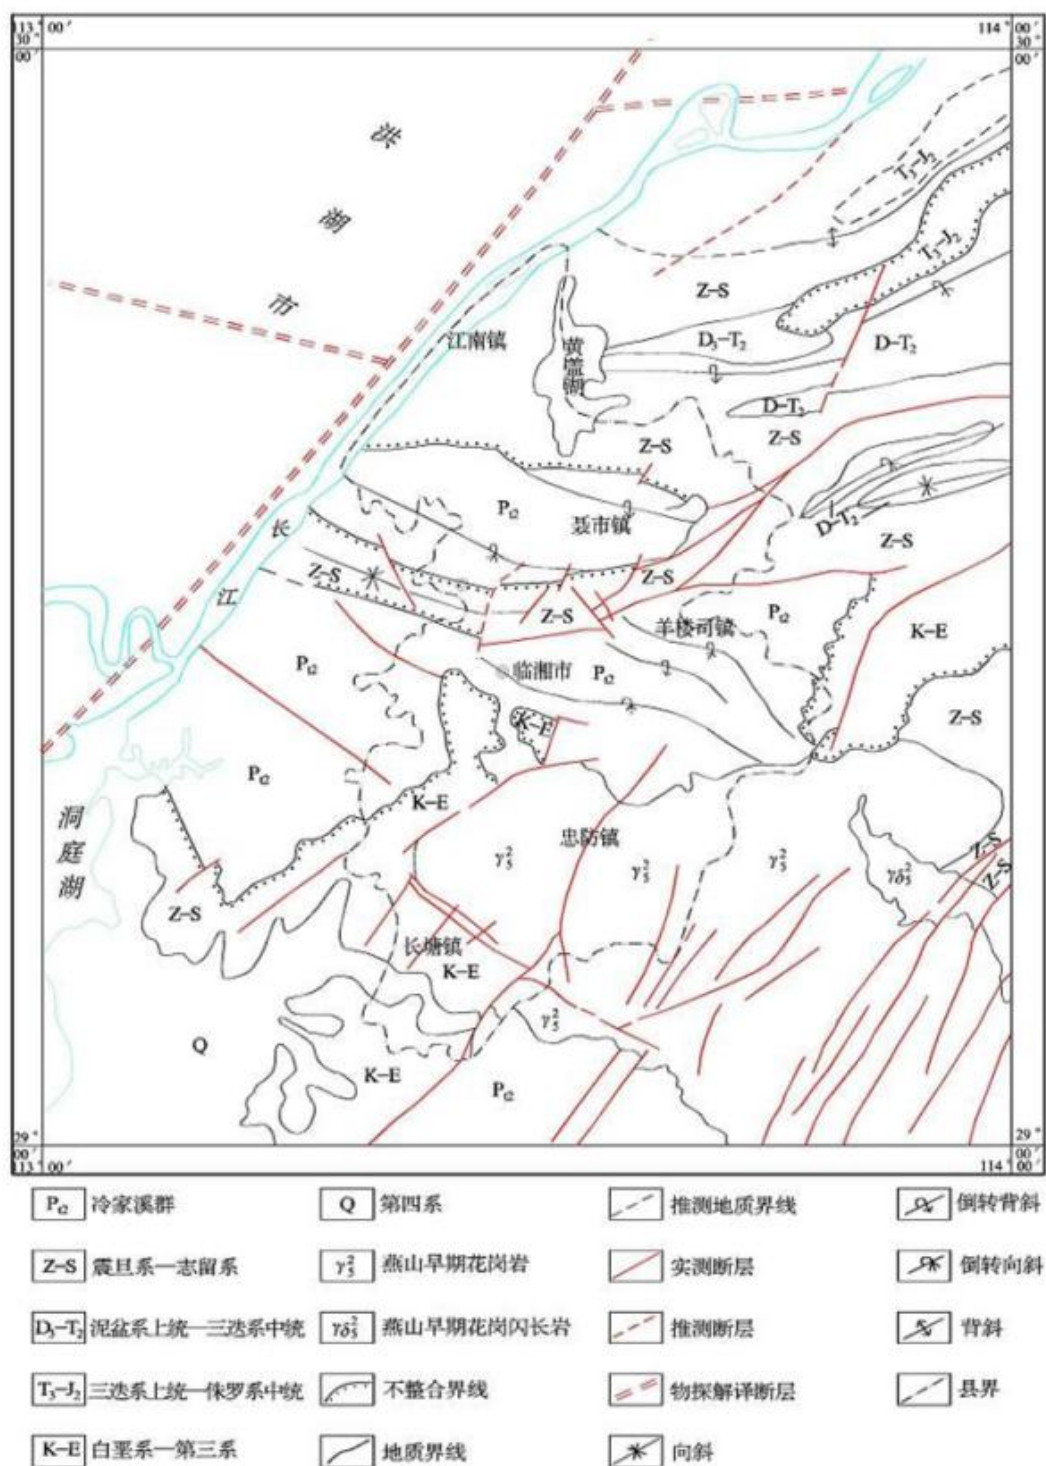 113° 00′
30°
00′
114° 00′
30°
00′
洪
湖
市
T₃-J₂
T₃-J₂
Z-S
江南镇
黄盖湖
D₃-T₂
D-T₂
D-T₂
Z-S
Z-S
Pt2
聂市镇
D-T₂
Z-S
长
江
Z-S
Z-S
Z-S
羊楼司镇
Pt2
K-E
Pt2
临湘市
Pt2
Z-S
K-E
Pt2
K-E
洞庭湖
忠防镇
γ₅²
γ₅²
γ₅²
γδ₅²
Z-S
Z-S
Z-S
长塘镇
K-E
γ₅²
Q
K-E
Pt2
29°
00′
113° 00′
29°
00′
114° 00′
Pt2 冷家溪群
Q 第四系
推测地质界线
倒转背斜
Z-S 震旦系—志留系
γ₅² 燕山早期花岗岩
实测断层
倒转向斜
D₃-T₂ 泥盆系上统—三迭系中统
γδ₅² 燕山早期花岗闪长岩
推测断层
背斜
T₃-J₂ 三迭系上统—侏罗系中统
不整合界线
物探解译断层
县界
K-E 白垩系—第三系
地质界线
向斜